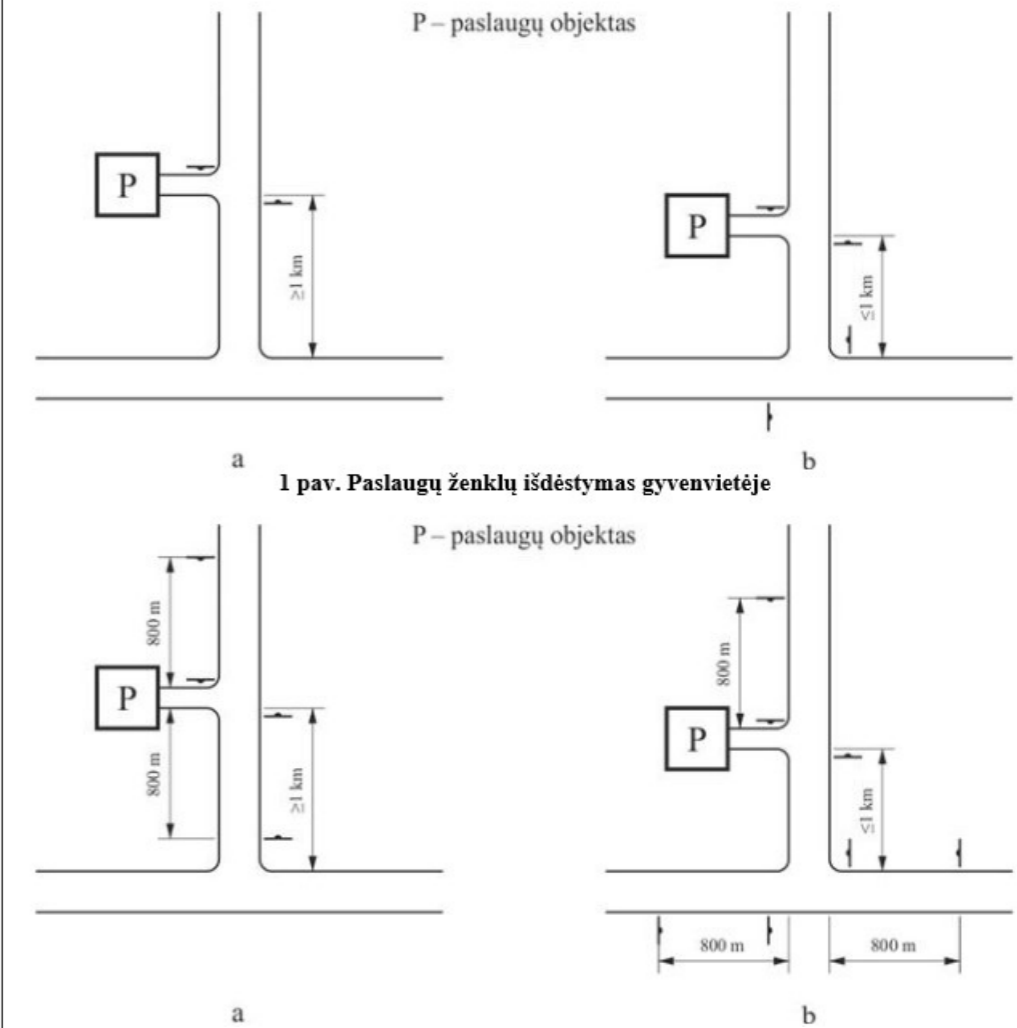 P – paslaugų objektas
P
≥1 km
P
≤1 km
a
b
1 pav. Paslaugų ženklų išdėstymas gyvenvietėje
P – paslaugų objektas
800 m
P
800 m
≥1 km
800 m
P
≤1 km
800 m
800 m
a
b